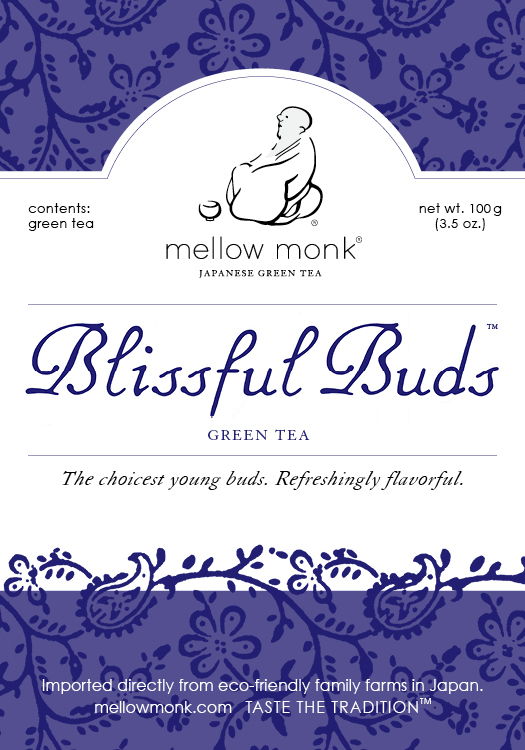 contents:
green tea
net wt. 100g
(3.5 oz.)
®
mellow monk®
JAPANESE GREEN TEA
Blissful Buds™
GREEN TEA
The choicest young buds. Refreshingly flavorful.
Imported directly from eco-friendly family farms in Japan.
mellowmonk.com TASTE THE TRADITION™